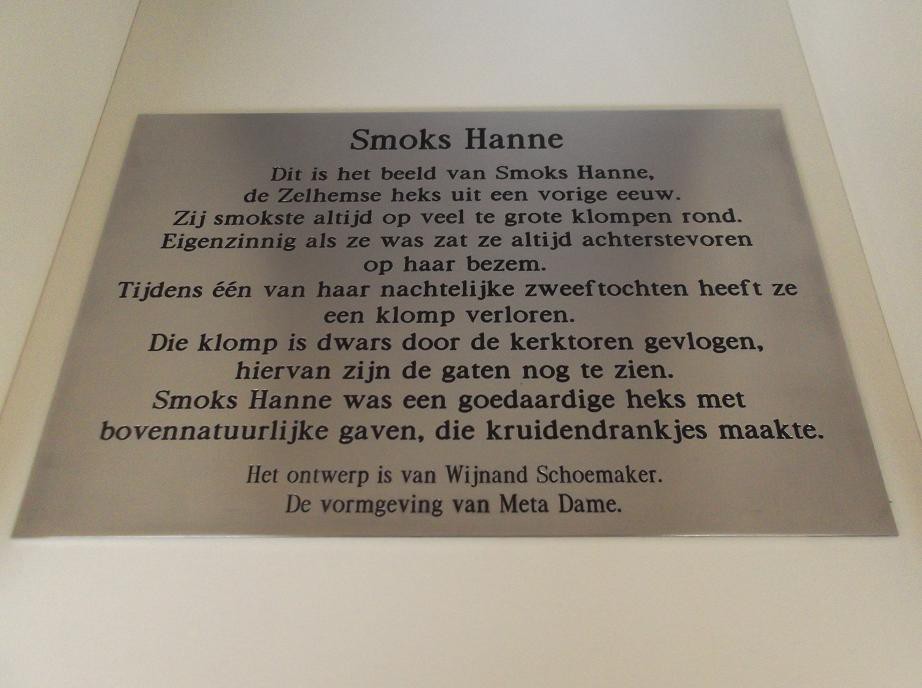 Smoks Hanne
Dit is het beeld van Smoks Hanne,
de Zelhemse heks uit een vorige eeuw.
Zij smokste altijd op veel te grote klompen rond.
Eigenzinnig als ze was zat ze altijd achterstevoren
op haar bezem.
Tijdens één van haar nachtelijke zweeftochten heeft ze
een klomp verloren.
Die klomp is dwars door de kerktoren gevlogen,
hiervan zijn de gaten nog te zien.
Smoks Hanne was een goedaardige heks met
bovennatuurlijke gaven, die kruidendrankjes maakte.
Het ontwerp is van Wijnand Schoemaker.
De vormgeving van Meta Dame.